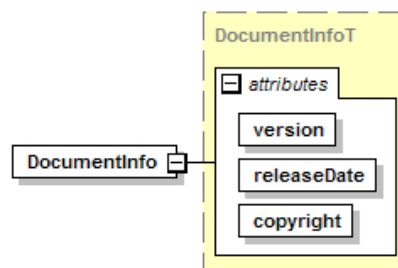 DocumentInfoT
attributes
version
DocumentInfo
releaseDate
copyright